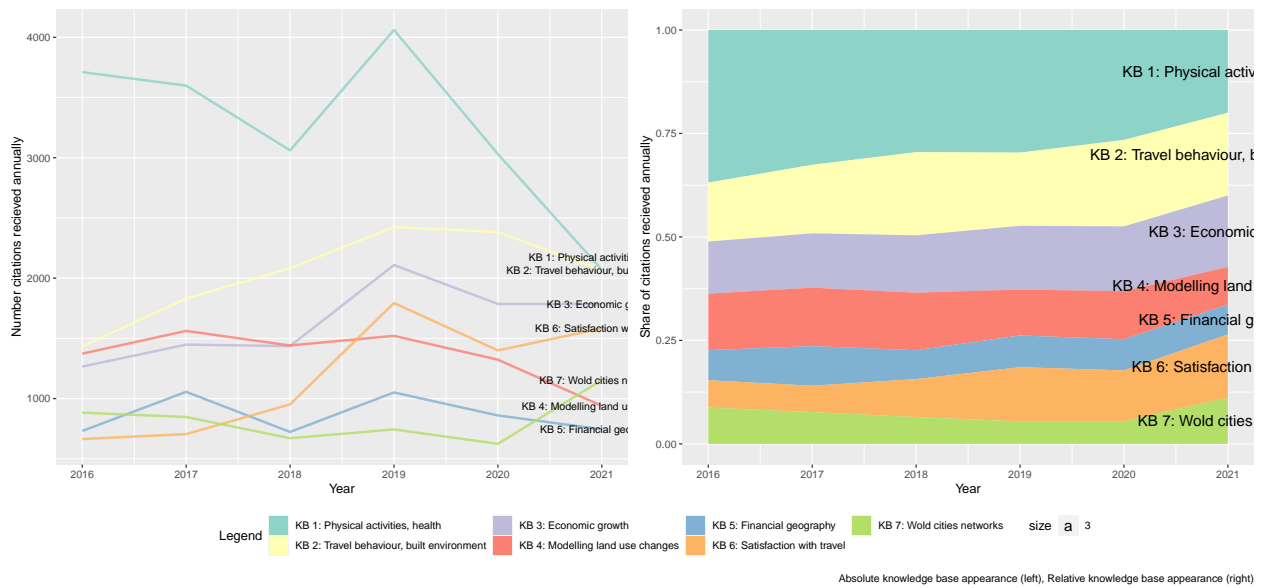 Number citations recieved annually
4000
3000
2000
1000
KB 1: Physical activiti
KB 2: Travel behaviour, bu
KB 3: Economic g
KB 6: Satisfaction w
KB 7: Wold cities n
KB 4: Modelling land u
KB 5: Financial geo
2016 2017 2018 2019 2020 2021
Year
Share of citations recieved annually
1.00
0.75
0.50
0.25
0.00
KB 1: Physical activ
KB 2: Travel behaviour, b
KB 3: Economic
KB 4: Modelling land
KB 5: Financial g
KB 6: Satisfaction
KB 7: Wold cities
2016 2017 2018 2019 2020 2021
Year
Legend
KB 1: Physical activities, health
KB 2: Travel behaviour, built environment
KB 3: Economic growth
KB 4: Modelling land use changes
KB 5: Financial geography
KB 6: Satisfaction with travel
KB 7: Wold cities networks
size a 3
Absolute knowledge base appearance (left), Relative knowledge base appearance (right)